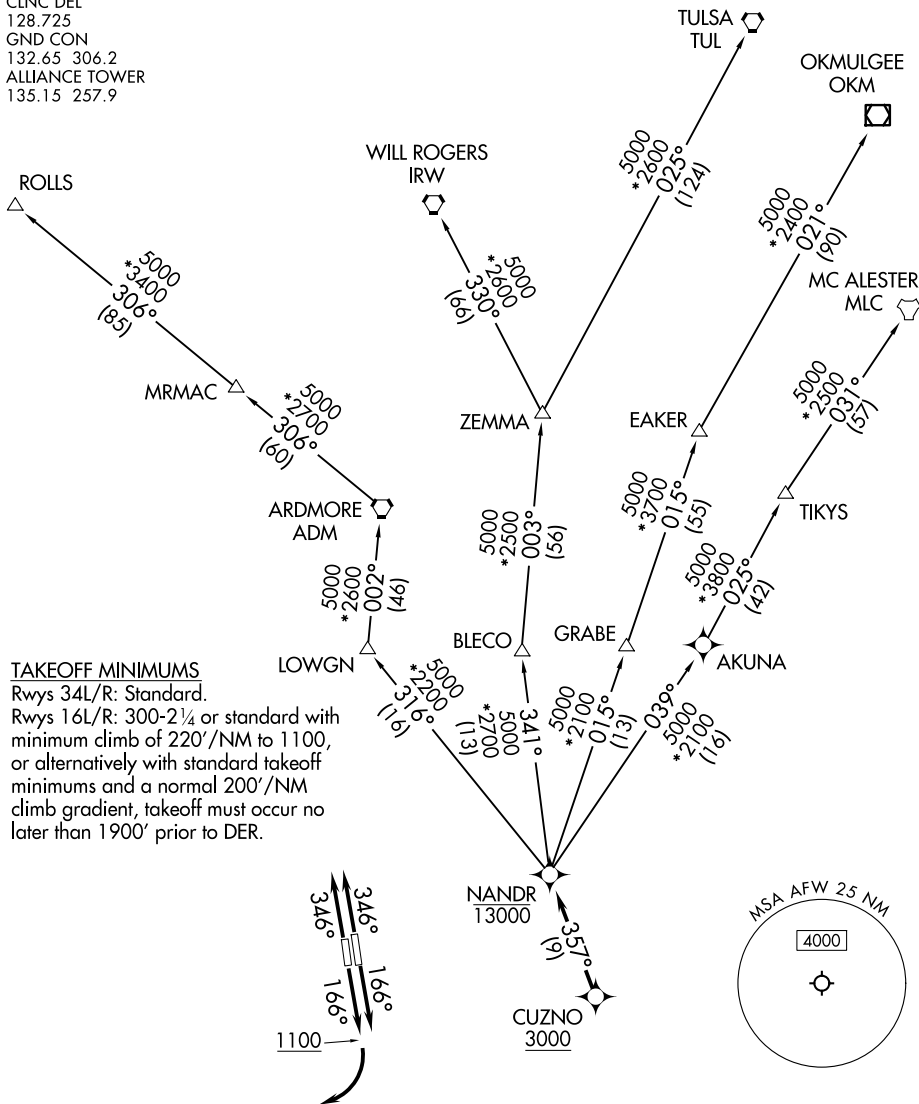 CLNC DEL
128.725
GND CON
132.65 306.2
ALLIANCE TOWER
135.15 257.9
TULSA
TUL
OKMULGEE
OKM
WILL ROGERS
IRW
ROLLS
5000
*2600
025°
(124)
5000
*2400
021°
(90)
5000
*3400
306°
(85)
5000
*2600
330°
(66)
MC ALESTER
MLC
MRMAC
5000
*2700
306°
(60)
ZEMMA
EAKER
5000
*2500
031°
(57)
ARDMORE
ADM
5000
*2500
003°
(56)
5000
*3700
015°
(55)
TIKYS
5000
*2600
002°
(46)
5000
*3800
025°
(42)
LOWGN
BLECO
GRABE
AKUNA
5000
*2200
316°
(16)
341°
5000
*2700
(13)
5000
*2100
015°
(13)
039°
5000
*2100
(16)
TAKEOFF MINIMUMS
Rwys 34L/R: Standard.
Rwys 16L/R: 300-2¼ or standard with
minimum climb of 220'/NM to 1100,
or alternatively with standard takeoff
minimums and a normal 200'/NM
climb gradient, takeoff must occur no
later than 1900' prior to DER.
NANDR
13000
357°
(9)
CUZNO
3000
346°
346°
166°
166°
1100
MSA AFW 25 NM
4000